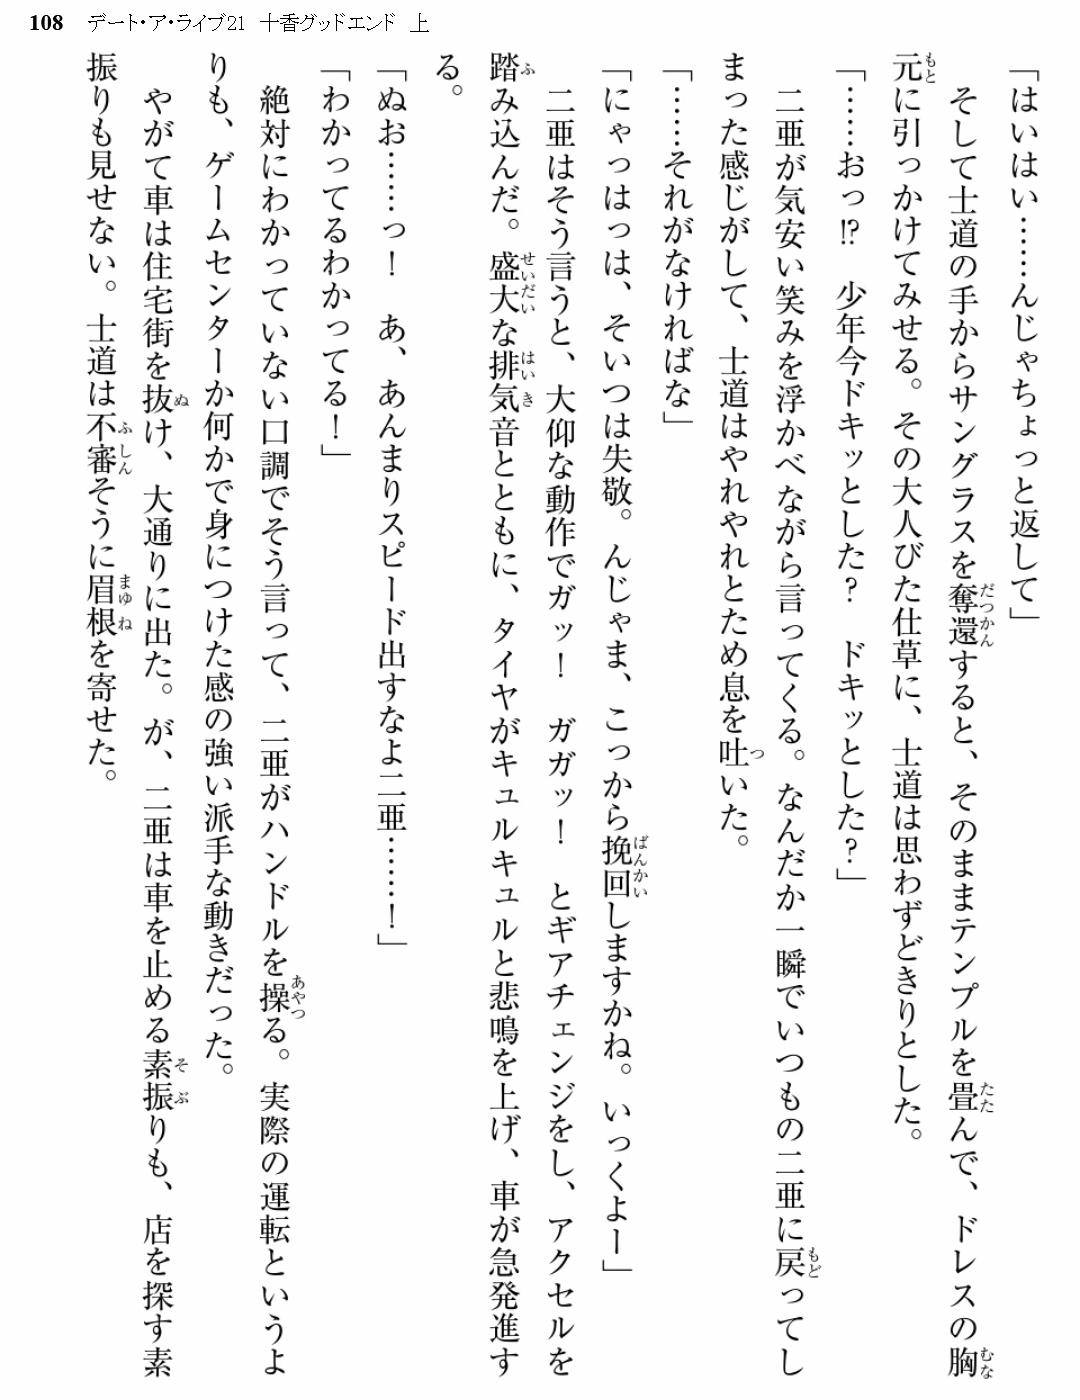 108 デート・ア・ライブ21 十香グッドエンド 上
「はいはい……んじゃちょっと返して」
　そして士道の手からサングラスを奪還すると、そのままテンプルを畳んで、ドレスの胸
元に引っかけてみせる。その大人びた仕草に、士道は思わずどきりとした。
「……おっ!?　少年今ドキッとした？　ドキッとした？」
　二亜が気安い笑みを浮かべながら言ってくる。なんだか一瞬でいつもの二亜に戻ってし
まった感じがして、士道はやれやれとため息を吐いた。
「……それがなければな」
「にゃっはっは、そいつは失敬。んじゃま、こっから挽回しますかね。いっくよー」
　二亜はそう言うと、大仰な動作でガッ！　ガガッ！　とギアチェンジをし、アクセルを
踏み込んだ。盛大な排気音とともに、タイヤがキュルキュルと悲鳴を上げ、車が急発進す
る。
「ぬお……っ！　あ、あんまりスピード出すなよ二亜……！」
「わかってるわかってる！」
　絶対にわかっていない口調でそう言って、二亜がハンドルを操る。実際の運転というよ
りも、ゲームセンターか何かで身につけた感の強い派手な動きだった。
　やがて車は住宅街を抜け、大通りに出た。が、二亜は車を止める素振りも、店を探す素
振りも見せない。士道は不審そうに眉根を寄せた。